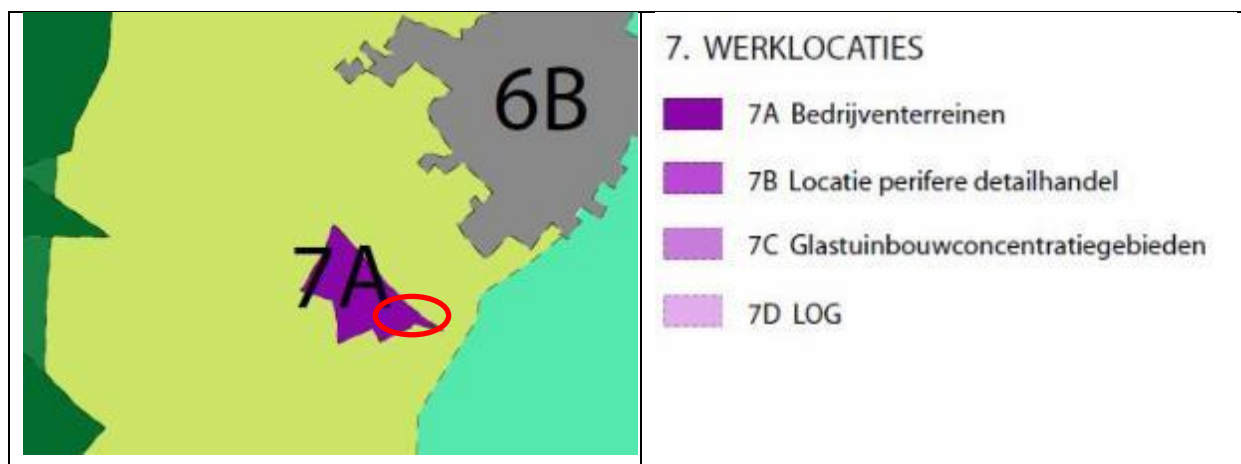 6B
7A
7. WERKLOCATIES
7A Bedrijventerreinen
7B Locatie perifere detailhandel
7C Glastuinbouwconcentratiegebieden
7D LOG